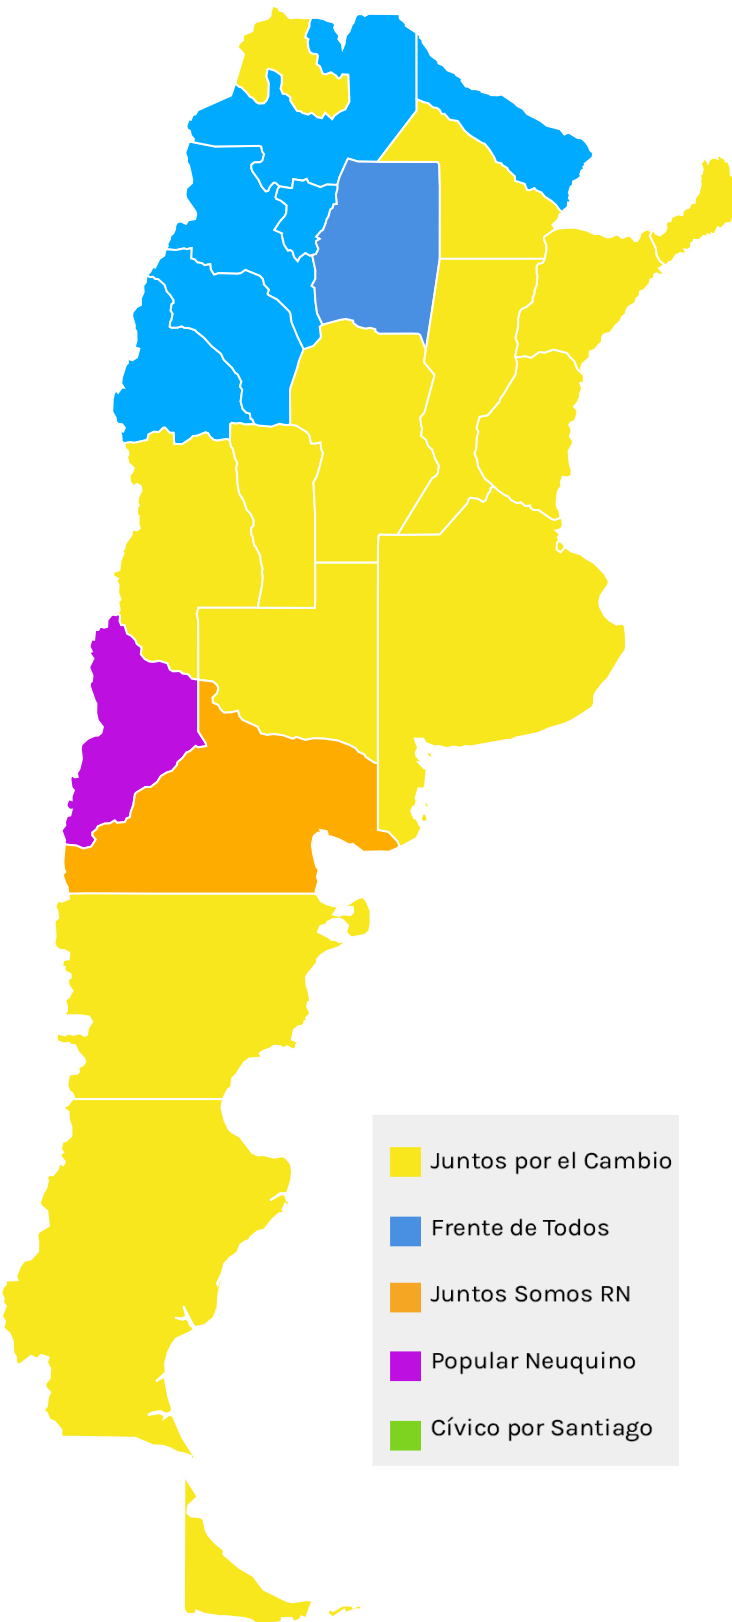 Juntos por el Cambio
Frente de Todos
Juntos Somos RN
Popular Neuquino
Cívico por Santiago